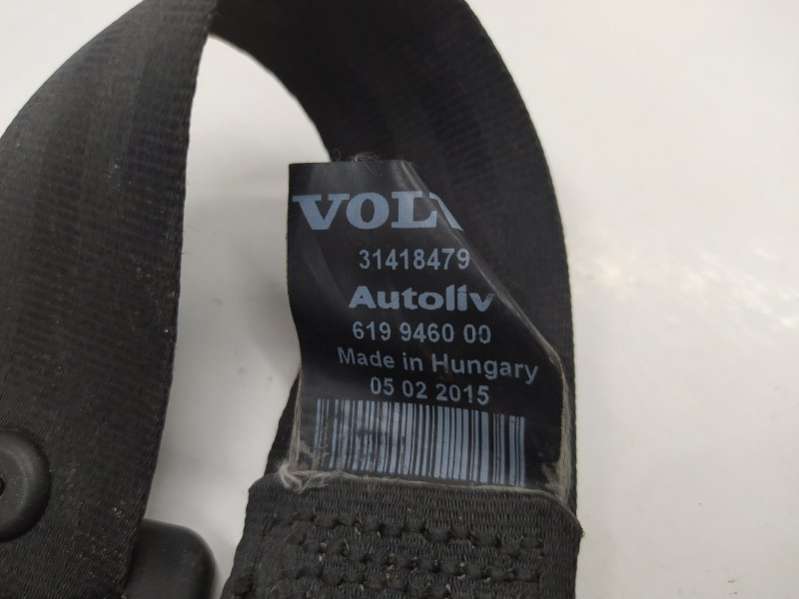 VOLV
31418479
Autoliv
619 9460 00
Made in Hungary
05 02 2015